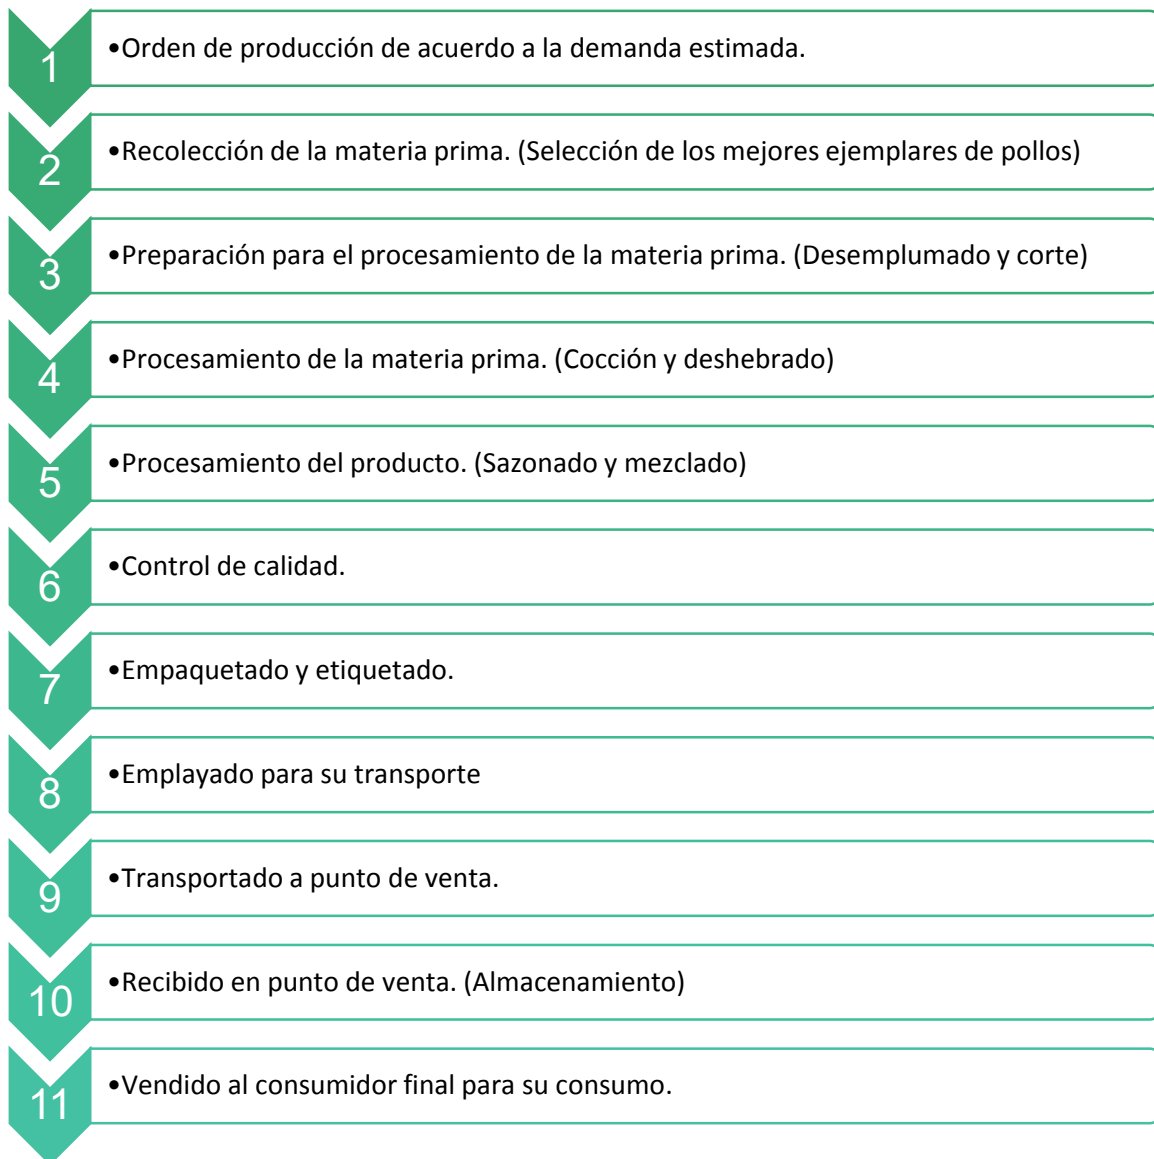 1
•Orden de producción de acuerdo a la demanda estimada.
2
•Recolección de la materia prima. (Selección de los mejores ejemplares de pollos)
3
•Preparación para el procesamiento de la materia prima. (Desemplumado y corte)
4
•Procesamiento de la materia prima. (Cocción y deshebrado)
5
•Procesamiento del producto. (Sazonado y mezclado)
6
•Control de calidad.
7
•Empaquetado y etiquetado.
8
•Emplayado para su transporte
9
•Transportado a punto de venta.
10
•Recibido en punto de venta. (Almacenamiento)
11
•Vendido al consumidor final para su consumo.